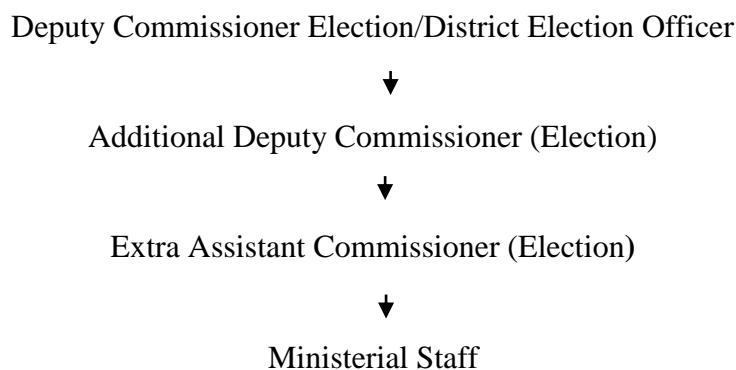 Deputy Commissioner Election/District Election Officer
Additional Deputy Commissioner (Election)
Extra Assistant Commissioner (Election)
Ministerial Staff